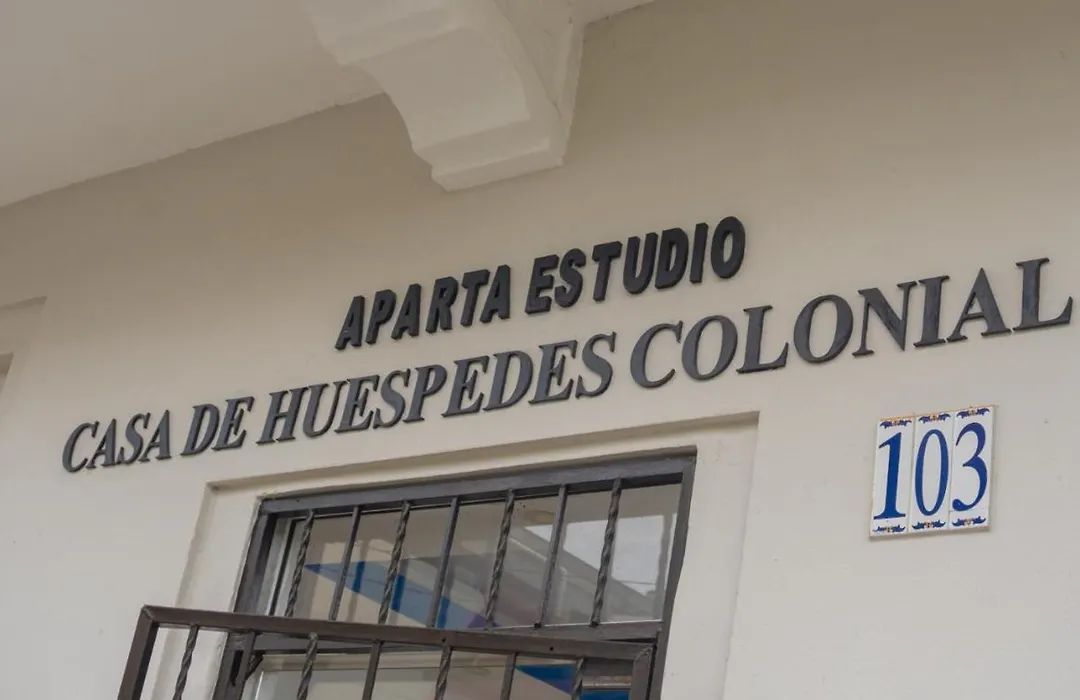 APARTA ESTUDIO
CASA DE HUESPEDES COLONIAL
103